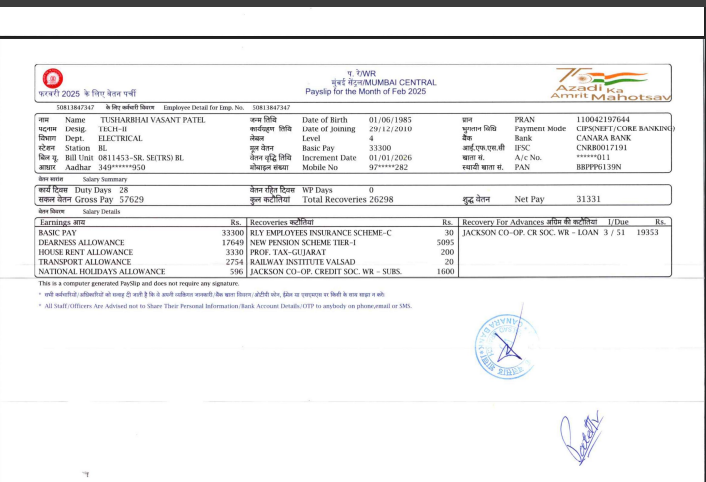 प. रे/WR
मुंबई सेंट्रल/MUMBAI CENTRAL
फरवरी 2025 के लिए वेतन पर्ची
Payslip for the Month of Feb 2025
Azadi Ka
Amrit Mahotsav
50813847347 के लिए कर्मचारी विवरण Employee Detail for Emp. No. 50813847347
नाम Name TUSHARBHAI VASANT PATEL जन्म तिथि Date of Birth 01/06/1985 प्रान PRAN 110042197644
पदनाम Desig. TECH-II कार्यग्रहण तिथि Date of Joining 29/12/2010 भुगतान विधि Payment Mode CIPS(NEFT/CORE BANKING)
विभाग Dept. ELECTRICAL लेबल Level 4 बैंक Bank CANARA BANK
स्टेशन Station BL मूल वेतन Basic Pay 33300 आई.एफ.एस.सी IFSC CNRB0017191
बिल यू. Bill Unit 0811453-SR. SE(TRS) BL वेतन वृद्धि तिथि Increment Date 01/01/2026 खाता सं. A/c No. ******011
आधार Aadhar 349******950 मोबाइल संख्या Mobile No 97*****282 स्थायी खाता सं. PAN BBPPP6139N
वेतन सारांश Salary Summary
कार्य दिवस Duty Days 28 वेतन रहित दिवस WP Days 0
सकल वेतन Gross Pay 57629 कुल कटौतियां Total Recoveries 26298 शुद्ध वेतन Net Pay 31331
वेतन विवरण Salary Details
Earnings आय Rs. Recoveries कटौतियां Rs. Recovery For Advances अग्रिम की कटौतियां I/Due Rs.
BASIC PAY 33300 RLY EMPLOYEES INSURANCE SCHEME-C 30 JACKSON CO-OP. CR SOC. WR - LOAN 3 / 51 19353
DEARNESS ALLOWANCE 17649 NEW PENSION SCHEME TIER-I 5095
HOUSE RENT ALLOWANCE 3330 PROF. TAX-GUJARAT 200
TRANSPORT ALLOWANCE 2754 RAILWAY INSTITUTE VALSAD 20
NATIONAL HOLIDAYS ALLOWANCE 596 JACKSON CO-OP. CREDIT SOC. WR - SUBS. 1600
This is a computer generated PaySlip and does not require any signature.
* सभी कर्मचारियों/अधिकारियों को सलाह दी जाती है कि वे अपनी व्यक्तिगत जानकारी/बैंक खाता विवरण/ओटीपी फोन, ईमेल या एसएमएस पर किसी के साथ साझा न करें।
* All Staff/Officers are Advised not to Share Their Personal Information/Bank Account Details/OTP to anybody on phone,email or SMS.